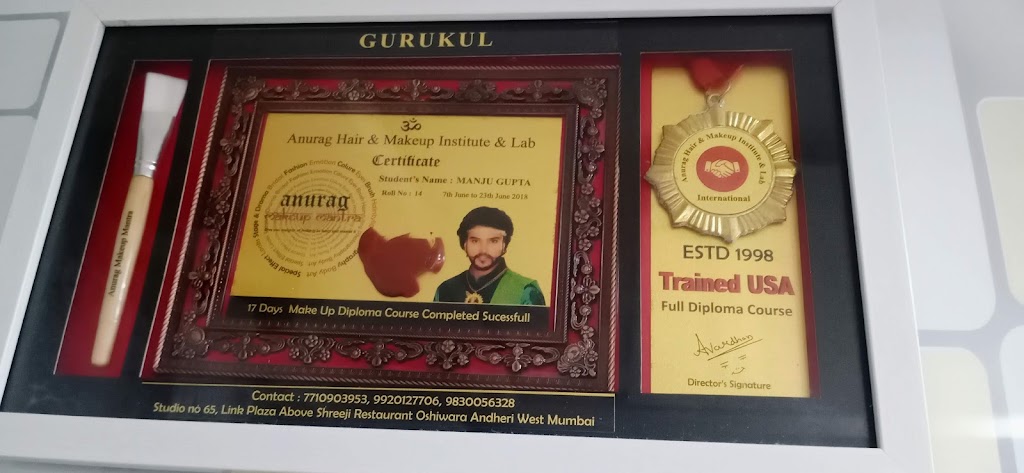 GURUKUL
Anurag Makeup Mantra
ॐ
Anurag Hair & Makeup Institute & Lab
Certificate
Student's Name : MANJU GUPTA
Roll No : 14 7th June to 23th June 2018
anurag
makeup mantra
17 Days Make Up Diploma Course Completed Sucessfull
Contact : 7710903953, 9920127706, 9830056328
Studio no 65, Link Plaza Above Shreeji Restaurant Oshiwara Andheri West Mumbai
Anurag Hair & Makeup Institute & Lab
International
ESTD 1998
Trained USA
Full Diploma Course
Avardhan
Director's Signature